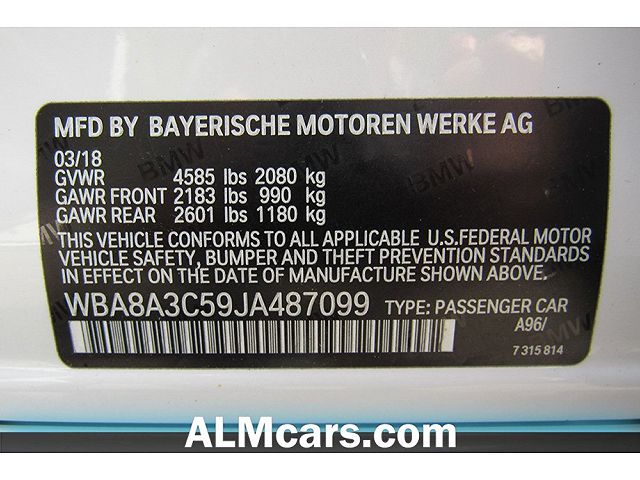 MFD BY BAYERISCHE MOTOREN WERKE AG
03/18
GVWR 4585 lbs 2080 kg
GAWR FRONT 2183 lbs 990 kg
GAWR REAR 2601 lbs 1180 kg
THIS VEHICLE CONFORMS TO ALL APPLICABLE U.S.FEDERAL MOTOR
VEHICLE SAFETY, BUMPER AND THEFT PREVENTION STANDARDS
IN EFFECT ON THE DATE OF MANUFACTURE SHOWN ABOVE.
WBA8A3C59JA487099 TYPE: PASSENGER CAR
A96/
7 315 814
ALMcars.com